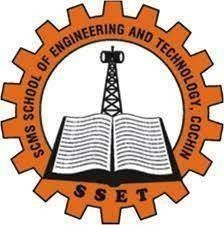 SCMS SCHOOL OF ENGINEERING AND TECHNOLOGY, COCHIN
SSET